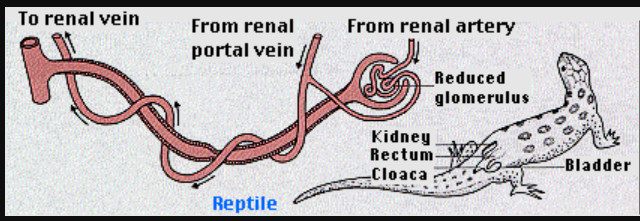 To renal vein
From renal
portal vein
From renal artery
Reduced
glomerulus
Kidney
Rectum
Cloaca
Bladder
Reptile